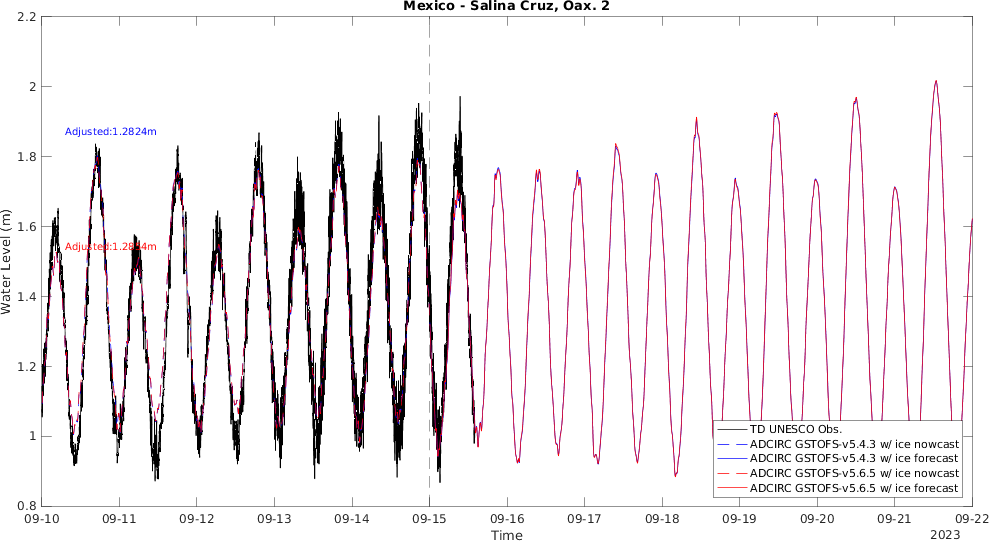 Mexico - Salina Cruz, Oax. 2
Water Level (m)
2.2
2
1.8
1.6
1.4
1.2
1
0.8
Adjusted:1.2824m
TD UNESCO Obs.
ADCIRC GSTOFS-v5.4.3 w/ ice nowcast
ADCIRC GSTOFS-v5.4.3 w/ ice forecast
ADCIRC GSTOFS-v5.6.5 w/ ice nowcast
ADCIRC GSTOFS-v5.6.5 w/ ice forecast
09-10
09-11
09-12
09-13
09-14
09-15
09-16
09-17
09-18
09-19
09-20
09-21
09-22
Time
2023